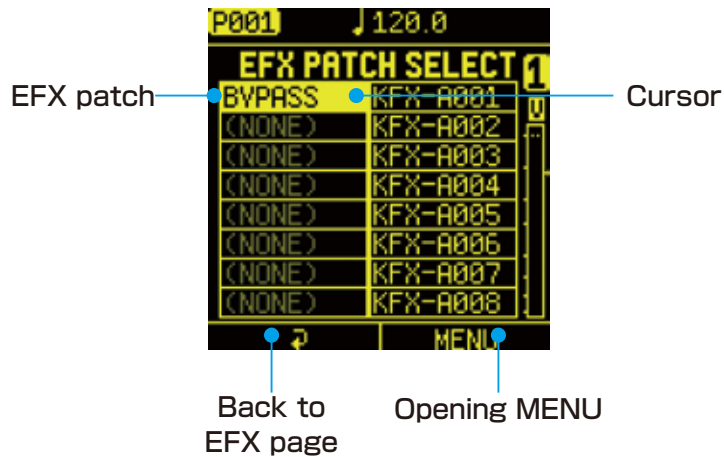 P001 ♩120.0
EFX PATCH SELECT 1
EFX patch
BYPASS KFX-A001
Cursor
(NONE) KFX-A002
(NONE) KFX-A003
(NONE) KFX-A004
(NONE) KFX-A005
(NONE) KFX-A006
(NONE) KFX-A007
(NONE) KFX-A008
MENU
Back to
EFX page
Opening MENU